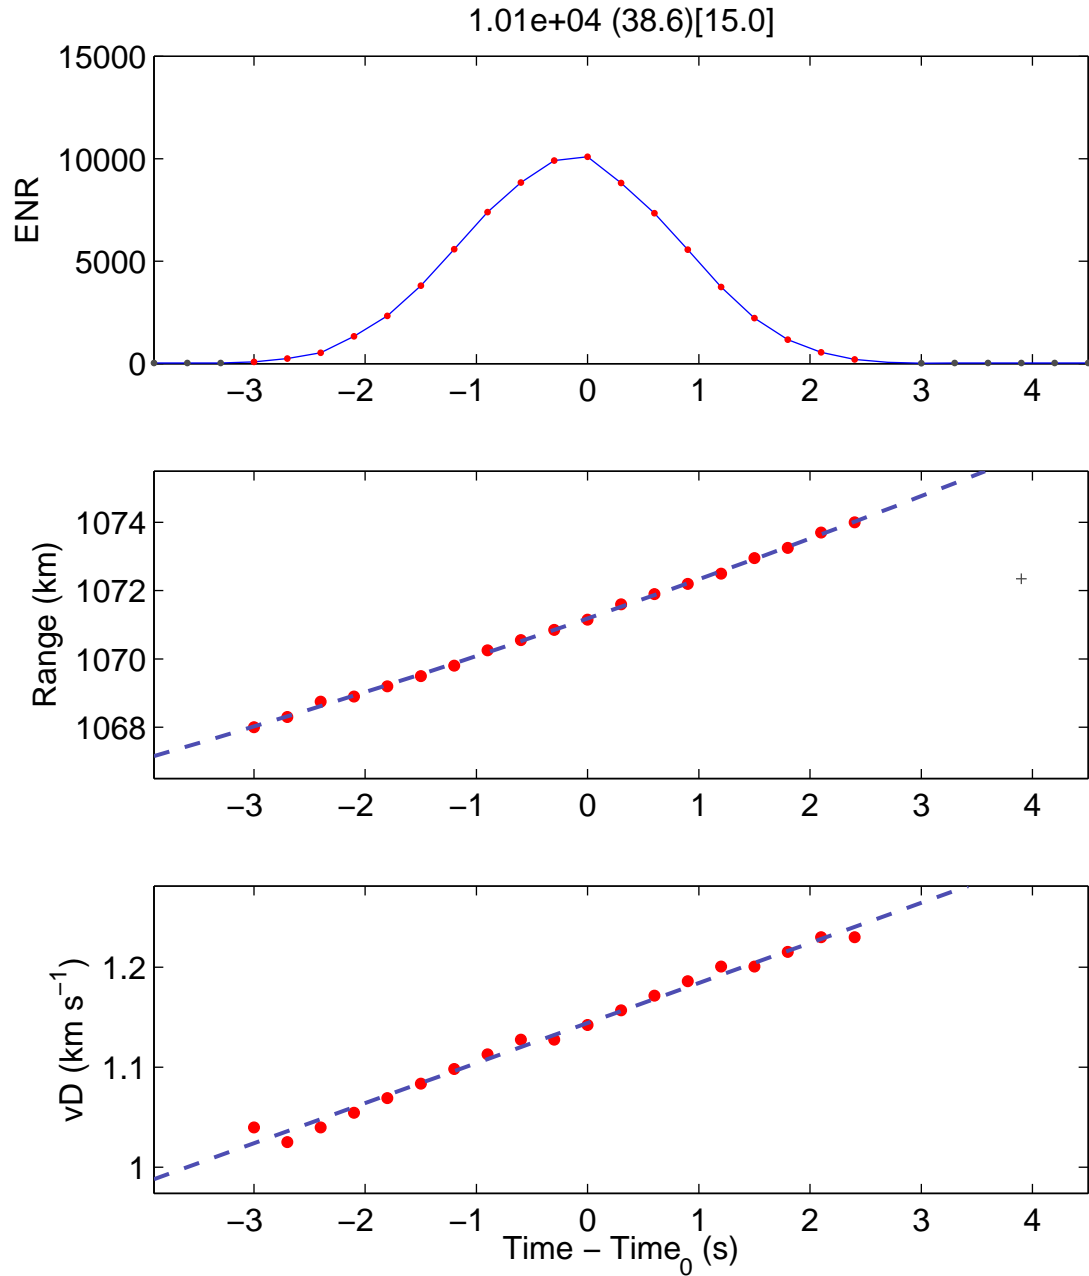 1.01e+04 (38.6)[15.0]
15000
10000
5000
0
ENR
−3 −2 −1 0 1 2 3 4
1074
1072
1070
1068
Range (km)
−3 −2 −1 0 1 2 3 4
1.2
1.1
1
vD (km s⁻¹)
−3 −2 −1 0 1 2 3 4
Time − Time₀ (s)